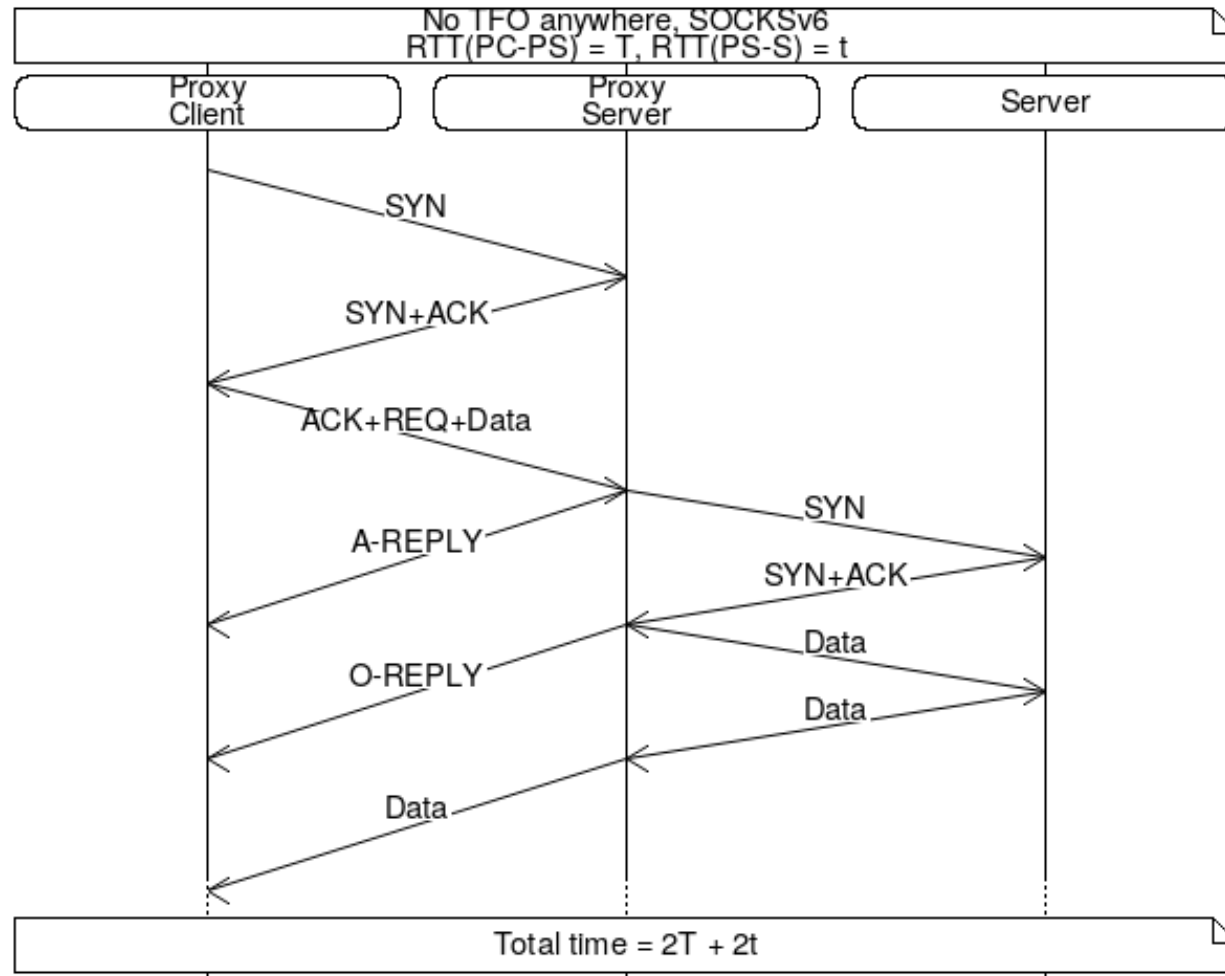 No TFO anywhere, SOCKSv6
RTT(PC-PS) = T, RTT(PS-S) = t
Proxy
Client
Proxy
Server
Server
SYN
SYN+ACK
ACK+REQ+Data
SYN
A-REPLY
SYN+ACK
Data
O-REPLY
Data
Data
Total time = 2T + 2t